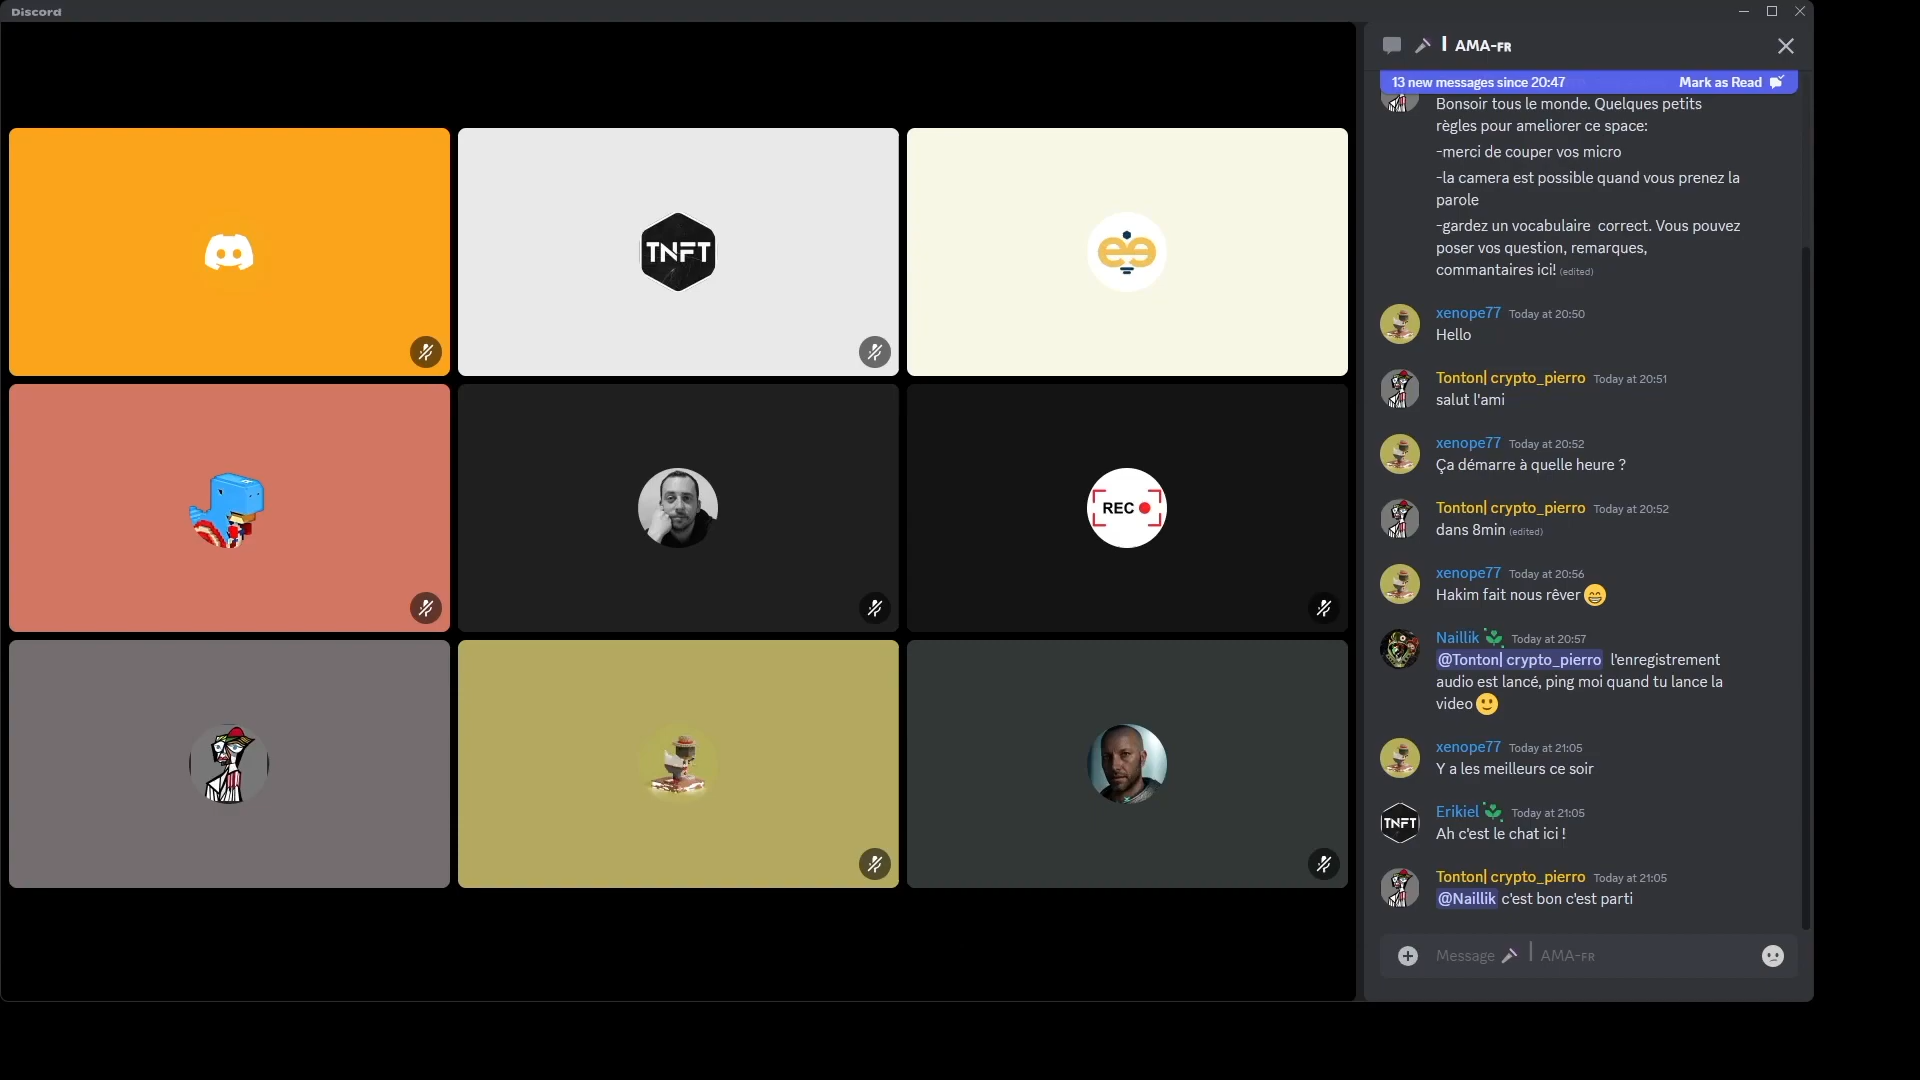 Discord
AMA-FR
13 new messages since 20:47 Mark as Read
Bonsoir tous le monde. Quelques petits
règles pour ameliorer ce space:
-merci de couper vos micro
-la camera est possible quand vous prenez la
parole
-gardez un vocabulaire correct. Vous pouvez
poser vos question, remarques,
commantaires ici! (edited)
xenope77 Today at 20:50
Hello
Tonton| crypto_pierro Today at 20:51
salut l'ami
xenope77 Today at 20:52
Ça démarre à quelle heure ?
Tonton| crypto_pierro Today at 20:52
dans 8min (edited)
xenope77 Today at 20:56
Hakim fait nous rêver
Naillik Today at 20:57
@Tonton| crypto_pierro l'enregistrement
audio est lancé, ping moi quand tu lance la
video
xenope77 Today at 21:05
Y a les meilleurs ce soir
Erikiel Today at 21:05
TNFT
Ah c'est le chat ici !
Tonton| crypto_pierro Today at 21:05
@Naillik c'est bon c'est parti
Message AMA-FR
TNFT
REC